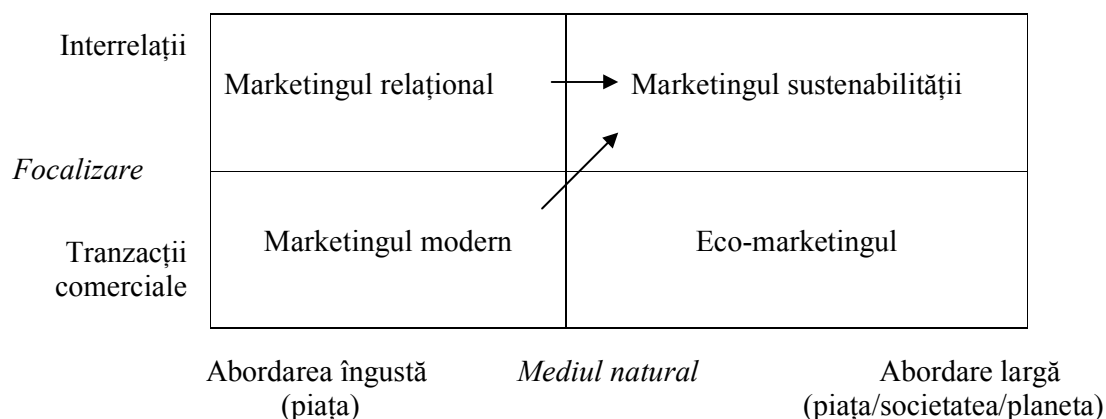 Interrelații
Marketingul relațional
Marketingul sustenabilității
Focalizare
Marketingul modern
Eco-marketingul
Tranzacții
comerciale
Abordarea îngustă
(piața)
Mediul natural
Abordare largă
(piața/societatea/planeta)